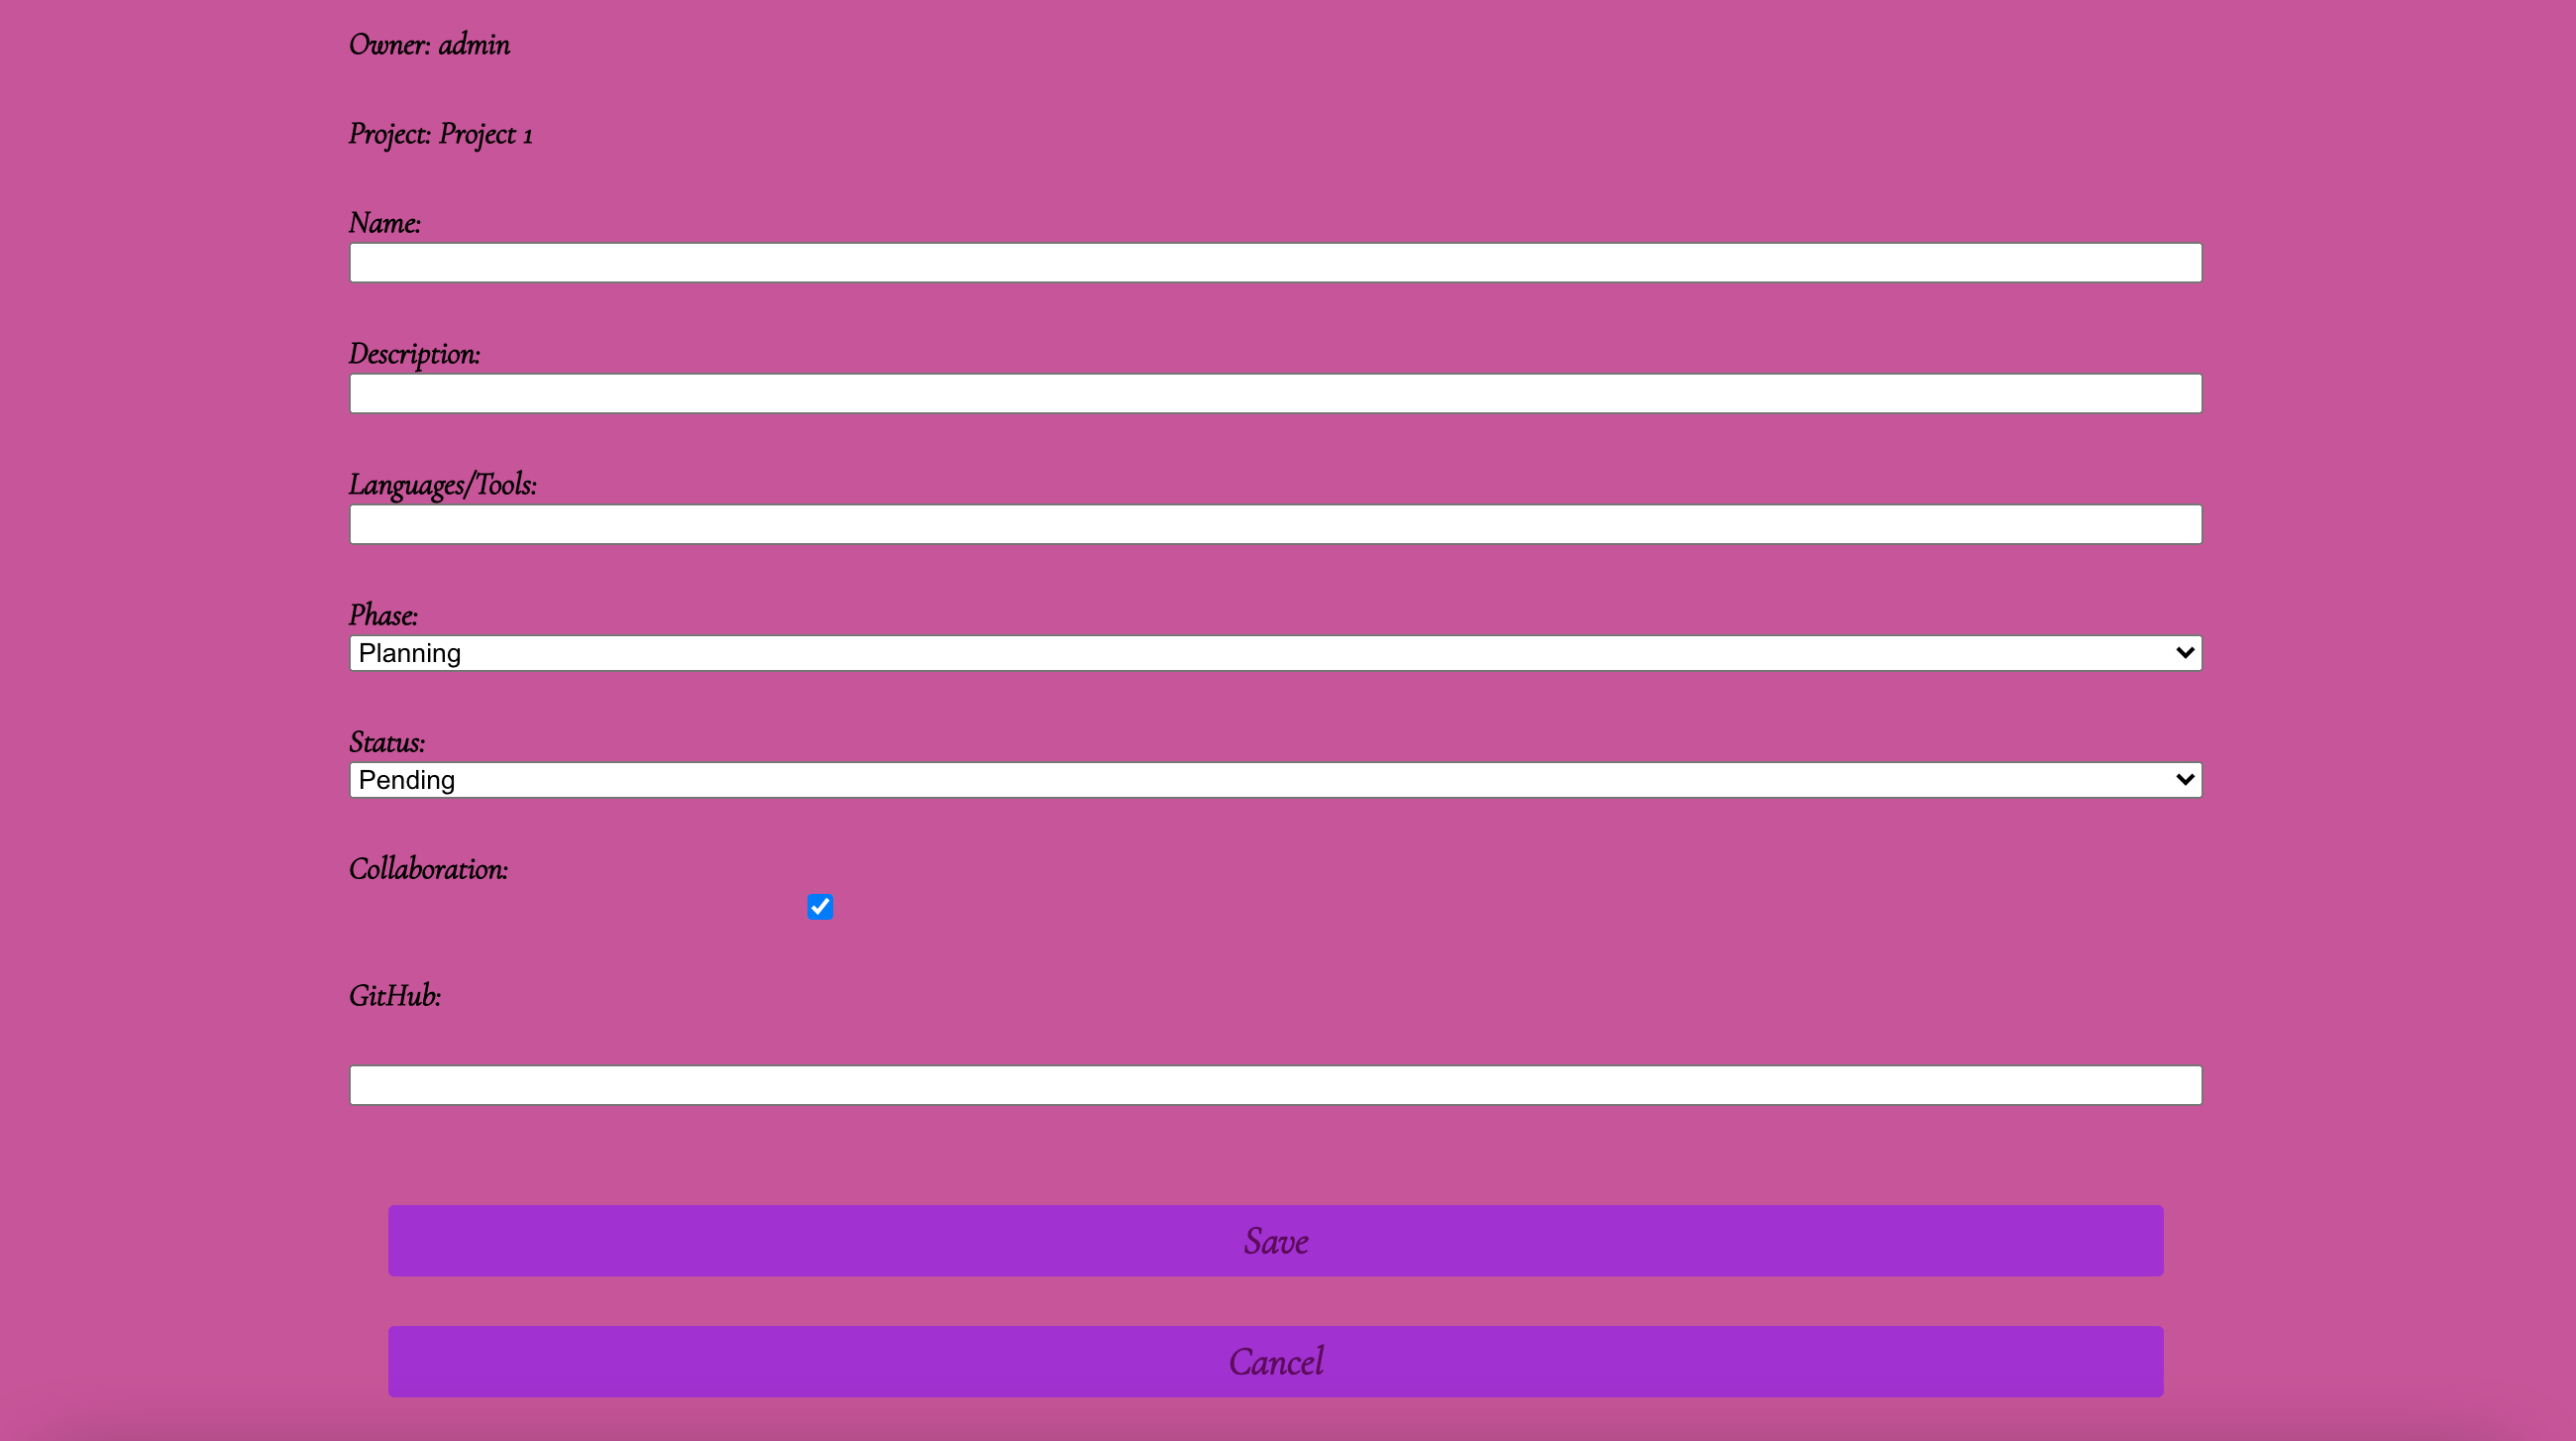 Owner: admin
Project: Project 1
Name:
Description:
Languages/Tools:
Phase:
Planning
Status:
Pending
Collaboration:
GitHub:
Save
Cancel